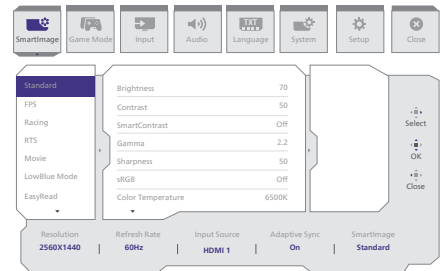 SmartImage
Game Mode
Input
Audio
TXT
Language
System
Setup
Close
Standard
FPS
Racing
RTS
Movie
LowBlue Mode
EasyRead
Brightness 70
Contrast 50
SmartContrast Off
Gamma 2.2
Sharpness 50
sRGB Off
Color Temperature 6500K
Select
OK
Close
Resolution Refresh Rate Input Source Adaptive Sync SmartImage
2560X1440 | 60Hz | HDMI 1 | On | Standard